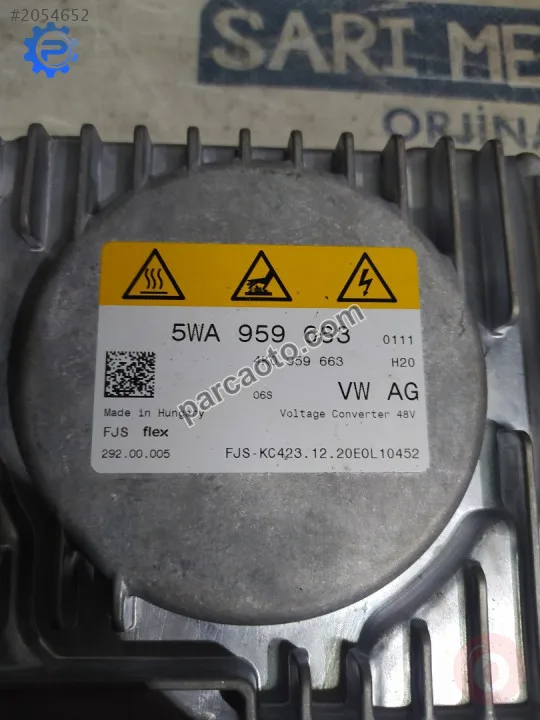 #2054652
SARI ME
ORJİNA
5WA 959 6S3 0111
959 663 H20
06S VW AG
Made in Hungary Voltage Converter 48V
FJS flex
292.00.005 FJS-KC423.12.20E0L10452
parcaoto.com